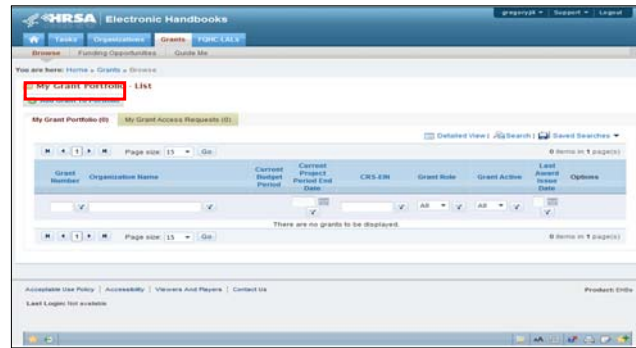 HRSA Electronic Handbooks
Support Logout
Tasks Organizations Grants FQHC-LALs
Browse Funding Opportunities Guide Me
You are here: Home » Grants » Browse
My Grant Portfolio - List
Add Grant To Portfolio
My Grant Portfolio (0) My Grant Access Requests (0)
Detailed View | Search | Saved Searches
1 Page size: 15 Go 0 items in 1 page(s)
Grant Number Organization Name Current Budget Period Current Project Period End Date CRS-EIN Grant Role Grant Active Last Award Issue Date Options
All All
There are no grants to be displayed.
1 Page size: 15 Go 0 items in 1 page(s)
Acceptable Use Policy | Accessibility | Viewers And Players | Contact Us Product: EHBs
Last Login: Not available